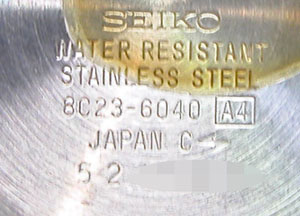 SEIKO
WATER RESISTANT
STAINLESS STEEL
8C23-6040 A4
JAPAN C
5 2